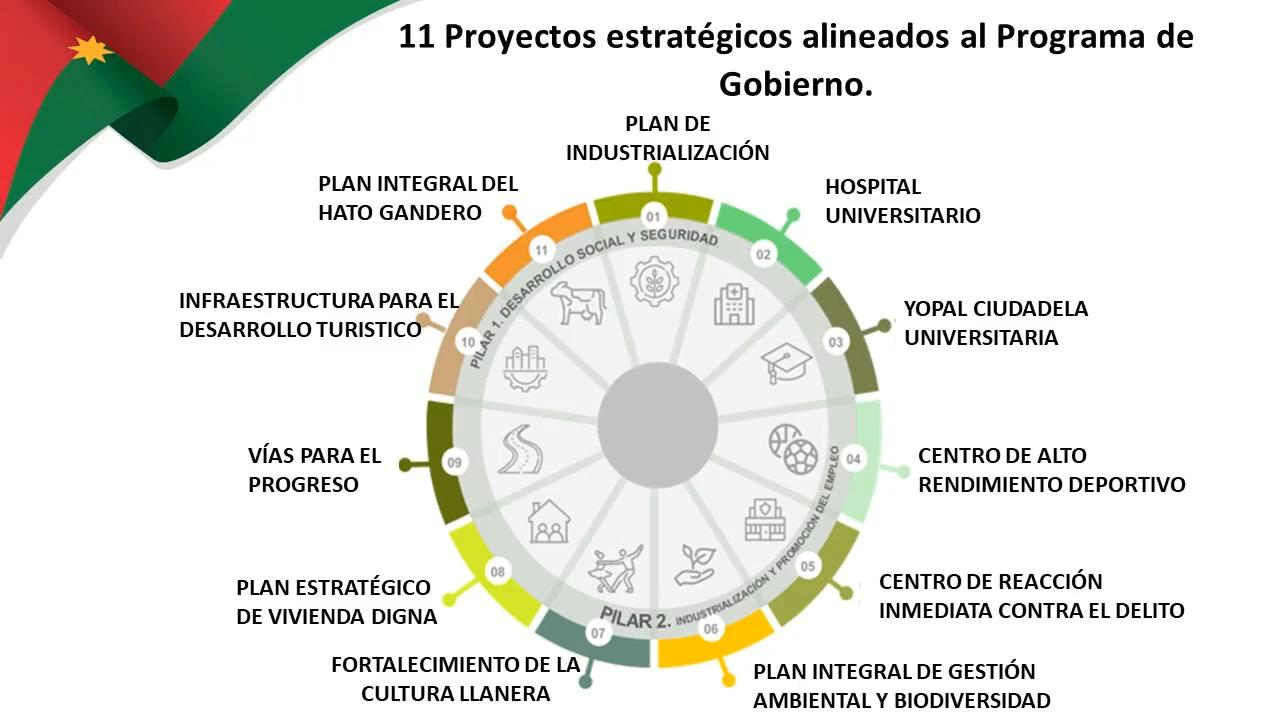 11 Proyectos estratégicos alineados al Programa de
Gobierno.
PLAN DE
INDUSTRIALIZACIÓN
01
HOSPITAL
UNIVERSITARIO
02
YOPAL CIUDADELA
UNIVERSITARIA
03
CENTRO DE ALTO
RENDIMIENTO DEPORTIVO
04
CENTRO DE REACCIÓN
INMEDIATA CONTRA EL DELITO
05
PLAN INTEGRAL DE GESTIÓN
AMBIENTAL Y BIODIVERSIDAD
06
FORTALECIMIENTO DE LA
CULTURA LLANERA
07
PLAN ESTRATÉGICO
DE VIVIENDA DIGNA
08
VÍAS PARA EL
PROGRESO
09
INFRAESTRUCTURA PARA EL
DESARROLLO TURISTICO
10
PLAN INTEGRAL DEL
HATO GANDERO
11
PILAR 1. DESARROLLO SOCIAL Y SEGURIDAD.
PILAR 2. INDUSTRIALIZACIÓN Y PROMOCIÓN DEL EMPLEO